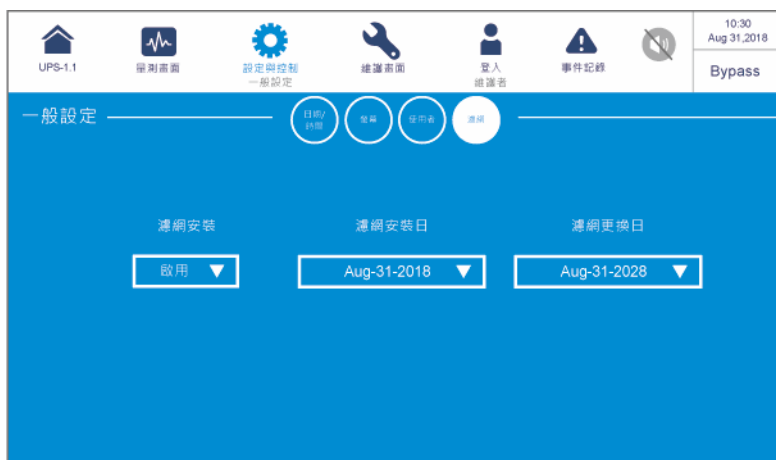 10:30
Aug 31,2018
UPS-1.1
量測畫面
設定與控制
一般設定
維護畫面
登入
維護者
事件記錄
Bypass
一般設定
日期/
時間
螢幕
使用者
濾網
濾網安裝
濾網安裝日
濾網更換日
啟用
Aug-31-2018
Aug-31-2028